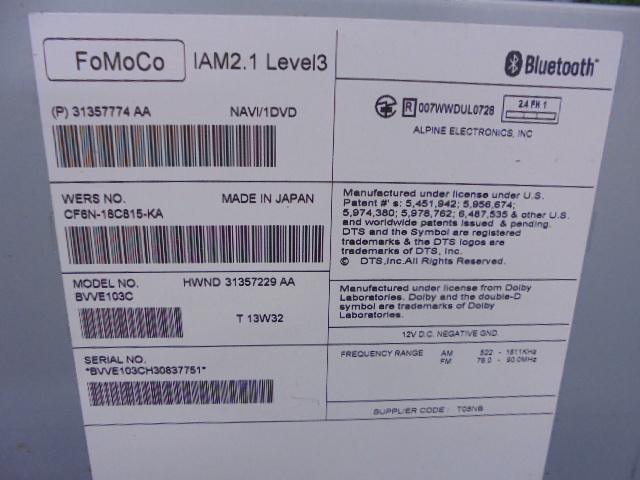 FoMoCo IAM2.1 Level3
(P) 31357774 AA NAVI/1DVD
WERS NO. MADE IN JAPAN
CF6N-18C815-KA
MODEL NO. HWND 31357229 AA
BVVE103C
T 13W32
SERIAL NO.
*BVVE103CH30837751*
Bluetooth
R 007WWDUL0728 2.4 FH 1
ALPINE ELECTRONICS, INC
Manufactured under license under U.S.
Patent #' s: 5,451,942; 5,956,674;
5,974,380; 5,978,762; 6,487,535 & other U.S.
and worldwide patents issued & pending.
DTS and the Symbol are registered
trademarks & the DTS logos are
trademarks of DTS, Inc.
© DTS,Inc.All Rights Reserved.
Manufactured under license from Dolby
Laboratories. Dolby and the double-D
symbol are trademarks of Dolby
Laboratories.
12V D.C. NEGATIVE GND.
FREQUENCY RANGE AM 522 - 1611KHz
FM 76.0 - 90.0MHz
SUPPLIER CODE : T08NB